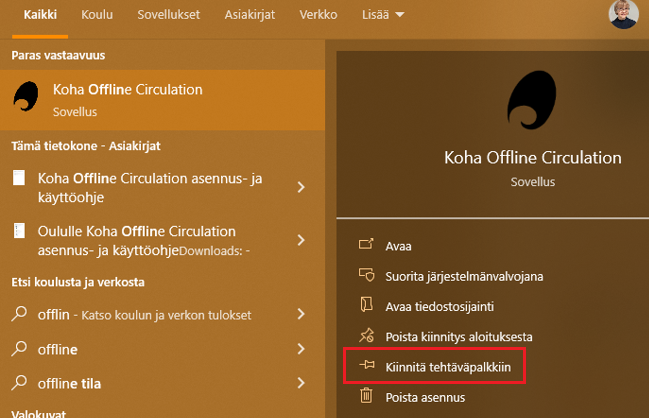 Kaikki Koulu Sovellukset Asiakirjat Verkko Lisää
Paras vastaavuus
Koha Offline Circulation
Sovellus
Tämä tietokone - Asiakirjat
Koha Offline Circulation asennus- ja
käyttöohje
Oululle Koha Offline Circulation
asennus- ja käyttöohjeDownloads: -
Etsi koulusta ja verkosta
offlin - Katso koulun ja verkon tulokset
offline
offline tila
Valokuvat
Koha Offline Circulation
Sovellus
Avaa
Suorita järjestelmänvalvojana
Avaa tiedostosijainti
Poista kiinnitys aloituksesta
Kiinnitä tehtäväpalkkiin
Poista asennus